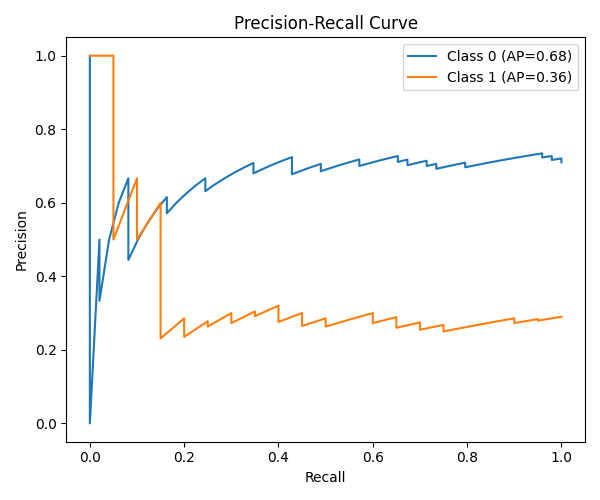 Precision-Recall Curve
Class 0 (AP=0.68)
Class 1 (AP=0.36)
1.0
0.8
0.6
0.4
0.2
0.0
Precision
0.0 0.2 0.4 0.6 0.8 1.0
Recall